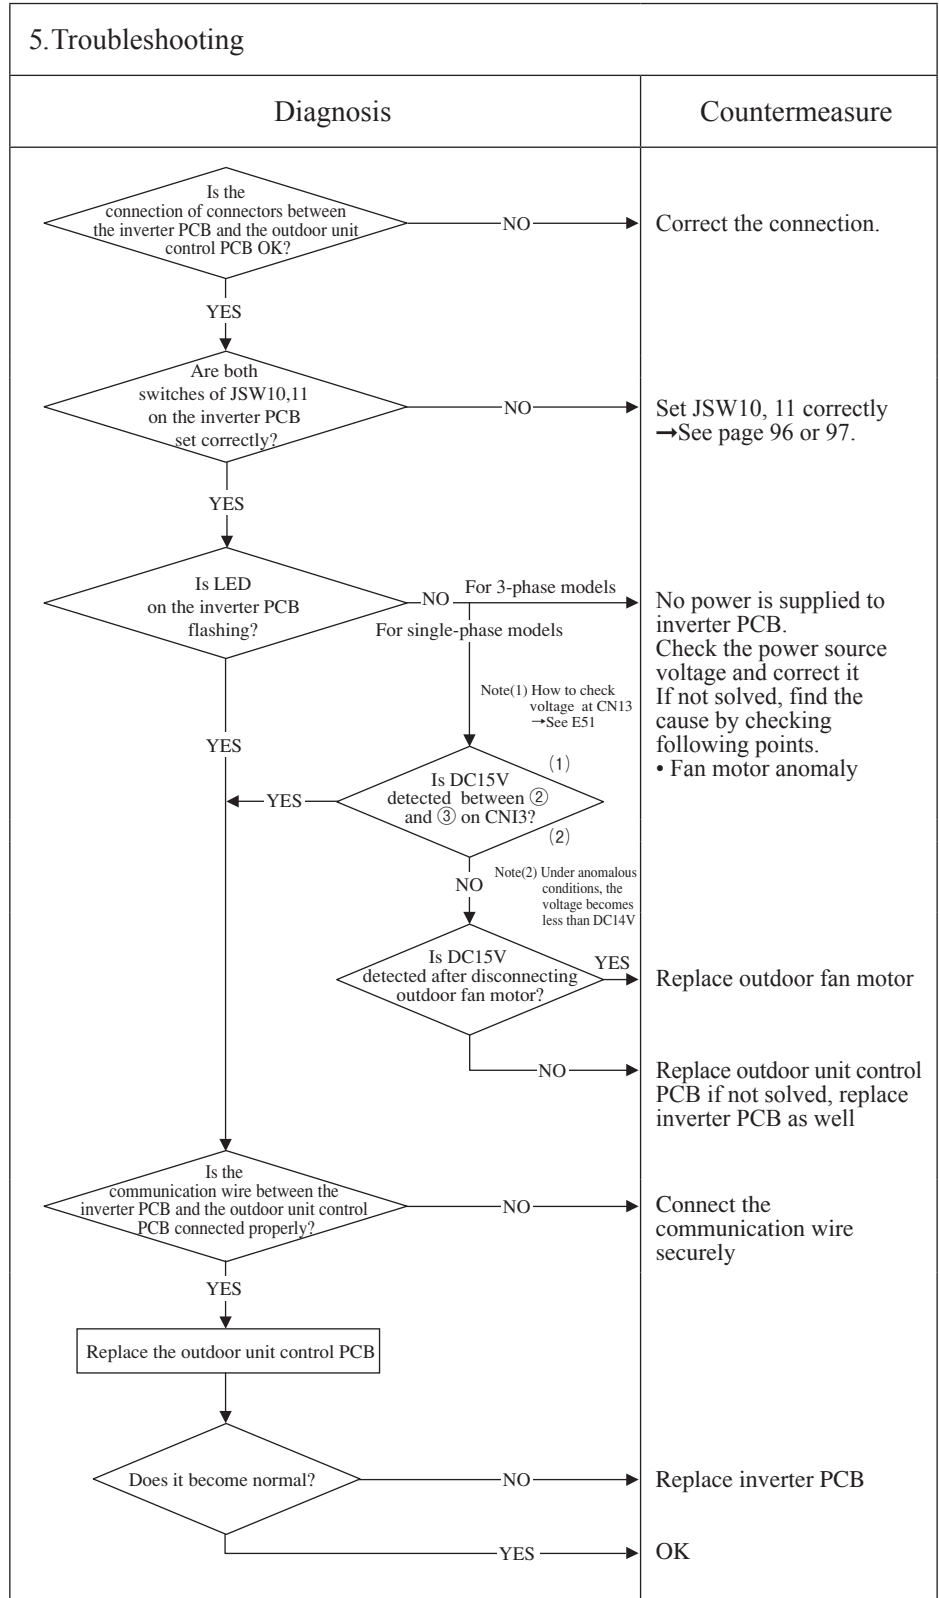 5.Troubleshooting
Diagnosis
Countermeasure
Is the
connection of connectors between
the inverter PCB and the outdoor unit
control PCB OK?
NO
Correct the connection.
YES
Are both
switches of JSW10,11
on the inverter PCB
set correctly?
NO
Set JSW10, 11 correctly
→See page 96 or 97.
YES
Is LED
on the inverter PCB
flashing?
NO
For 3-phase models
For single-phase models
No power is supplied to
inverter PCB.
Check the power source
voltage and correct it
If not solved, find the
cause by checking
following points.
• Fan motor anomaly
Note(1) How to check
voltage at CN13
→See E51
YES
(1)
Is DC15V
detected between ②
and ③ on CNI3?
(2)
YES
NO
Note(2) Under anomalous
conditions, the
voltage becomes
less than DC14V
Is DC15V
detected after disconnecting
outdoor fan motor?
YES
Replace outdoor fan motor
NO
Replace outdoor unit control
PCB if not solved, replace
inverter PCB as well
Is the
communication wire between the
inverter PCB and the outdoor unit control
PCB connected properly?
NO
Connect the
communication wire
securely
YES
Replace the outdoor unit control PCB
Does it become normal?
NO
Replace inverter PCB
YES
OK